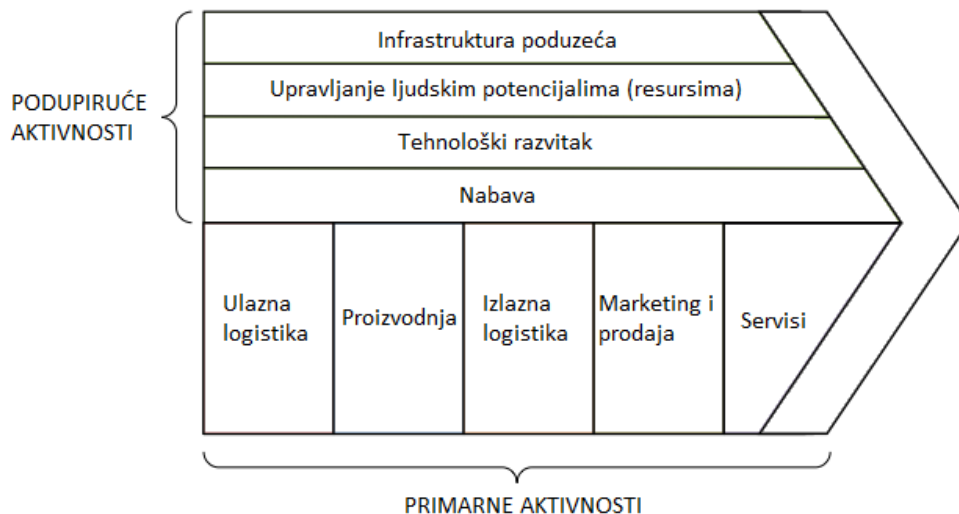 Infrastruktura poduzeća
Upravljanje ljudskim potencijalima (resursima)
PODUPIRUĆE
AKTIVNOSTI
Tehnološki razvitak
Nabava
Ulazna
logistika
Proizvodnja
Izlazna
logistika
Marketing i
prodaja
Servisi
PRIMARNE AKTIVNOSTI